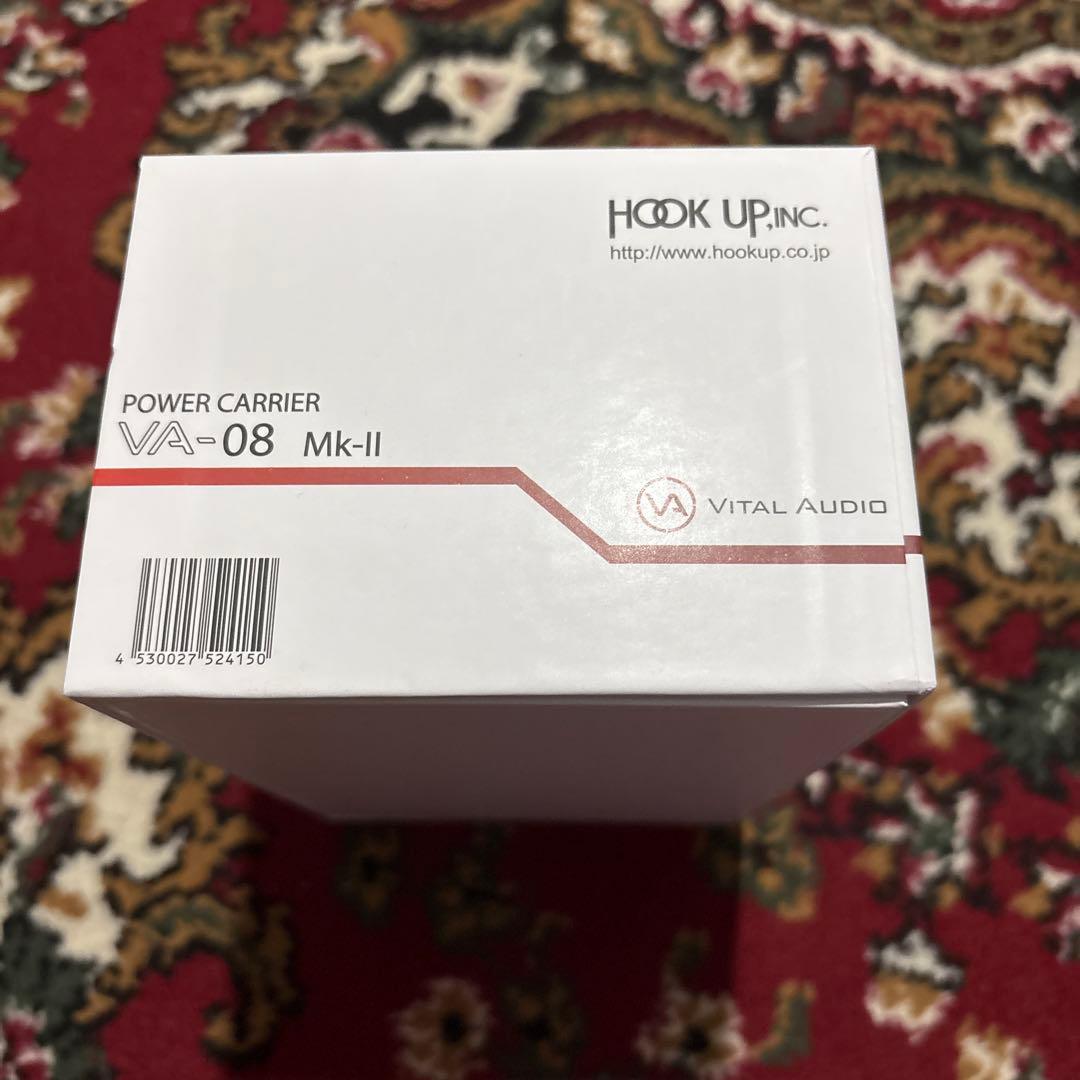 HOOK UP,INC.
http://www.hookup.co.jp
POWER CARRIER
VA-08 Mk-II
VA VITAL AUDIO
4 530027 524150